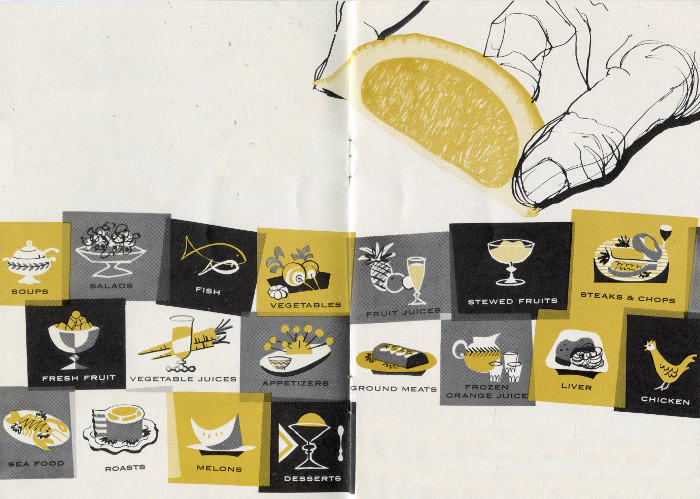 SOUPS
SALADS
FISH
VEGETABLES
FRUIT JUICES
STEWED FRUITS
STEAKS & CHOPS
FRESH FRUIT
VEGETABLE JUICES
APPETIZERS
GROUND MEATS
FROZEN
ORANGE JUICE
LIVER
CHICKEN
SEA FOOD
ROASTS
MELONS
DESSERTS